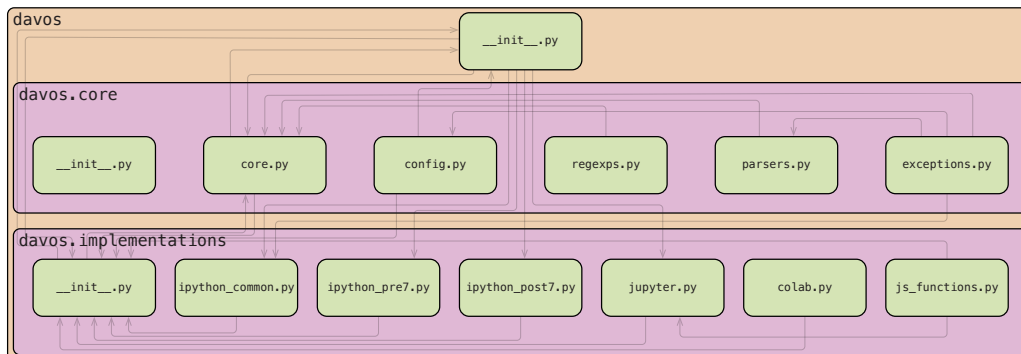 davos
__init__.py
davos.core
__init__.py
core.py
config.py
regexps.py
parsers.py
exceptions.py
davos.implementations
__init__.py
ipython_common.py
ipython_pre7.py
ipython_post7.py
jupyter.py
colab.py
js_functions.py